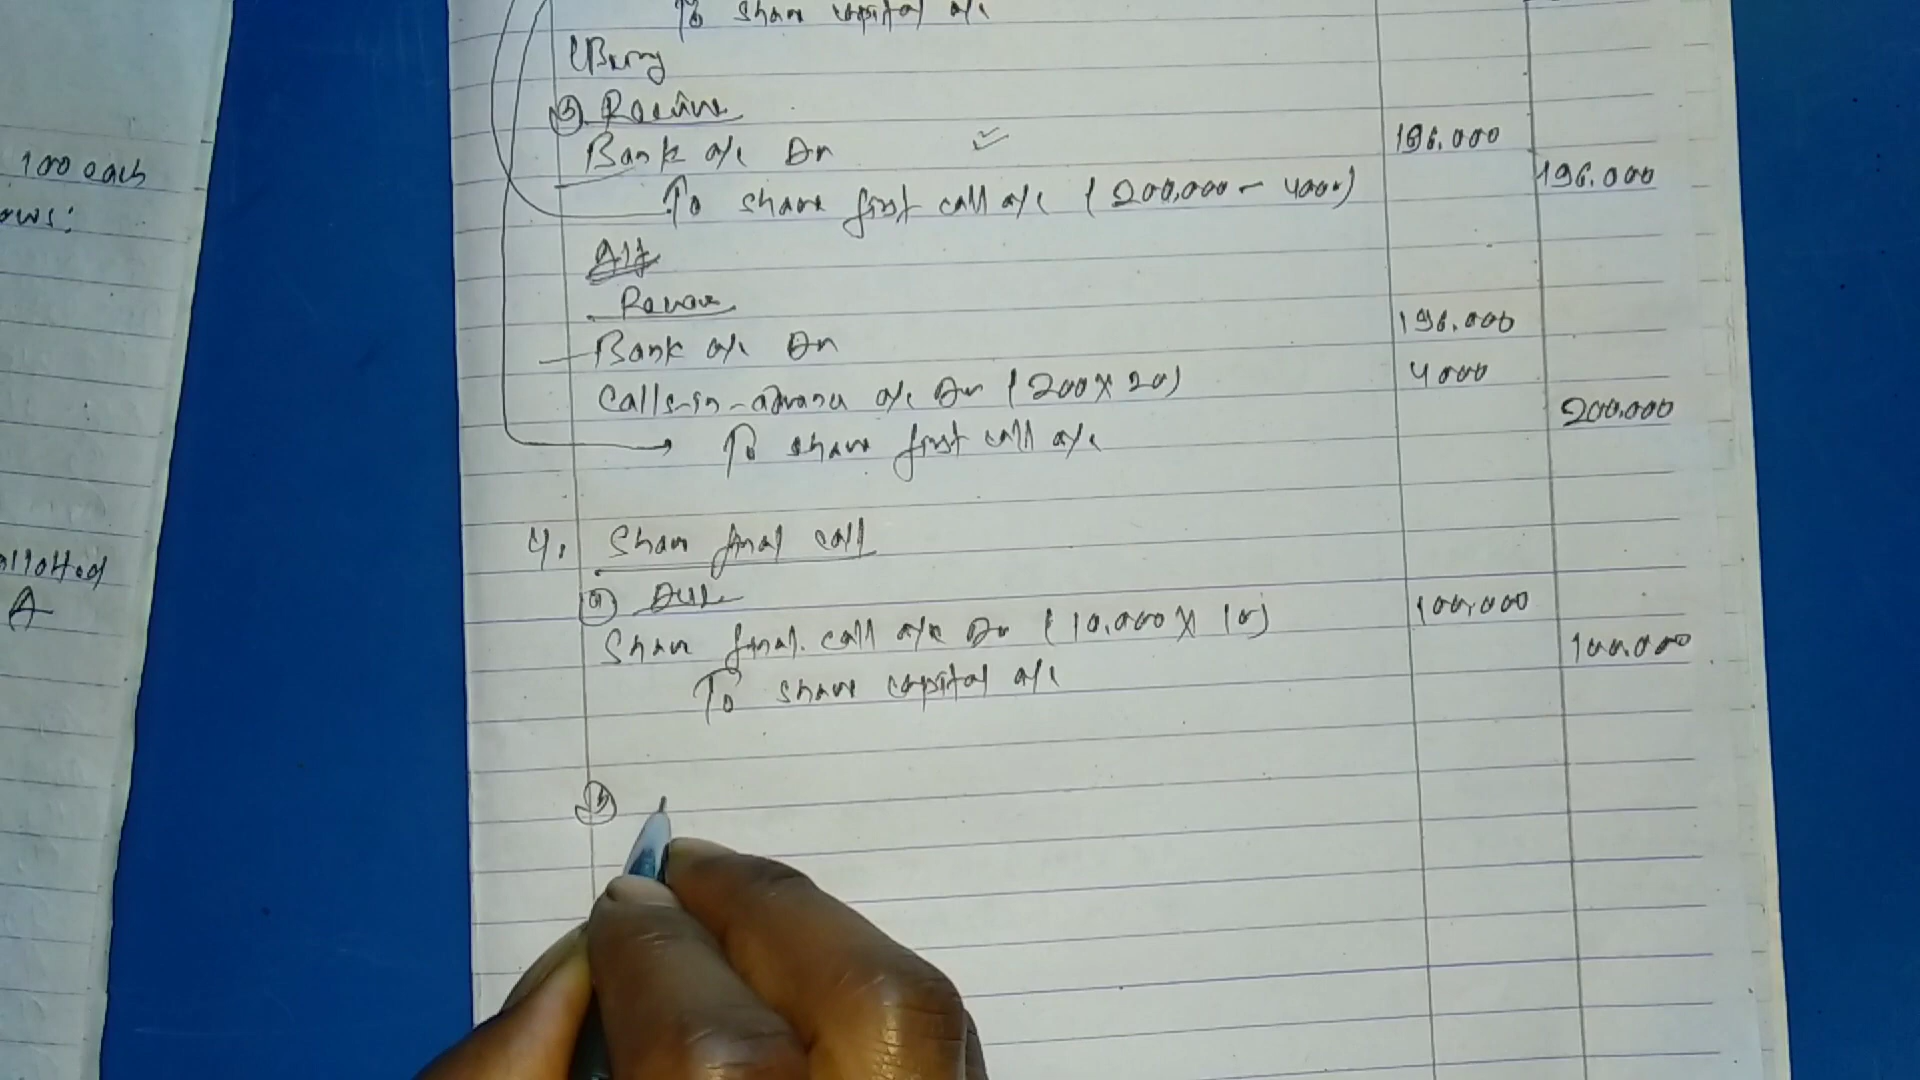 100 each
ows:
allotted
A
To Share capital a/c
(Being
(b) Receive
Bank a/c Dr 196.000
To share first call a/c (200,000 - 4000) 196.000
Alt
Receive
Bank a/c Dr 196.000
Calls-in-advance a/c Dr (200 x 20) 4000
To share first call a/c 200.000
4. Share final call
(a) Due
Share final. call a/c Dr (10,000 X 10) 100,000
To share capital a/c 100,000
(b)